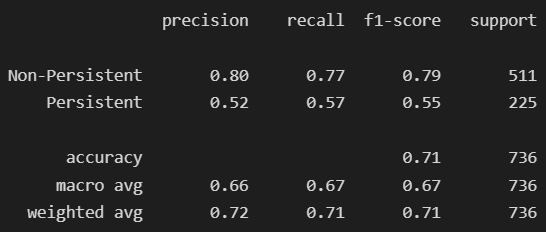 precision recall f1-score support
Non-Persistent 0.80 0.77 0.79 511
Persistent 0.52 0.57 0.55 225
accuracy 0.71 736
macro avg 0.66 0.67 0.67 736
weighted avg 0.72 0.71 0.71 736